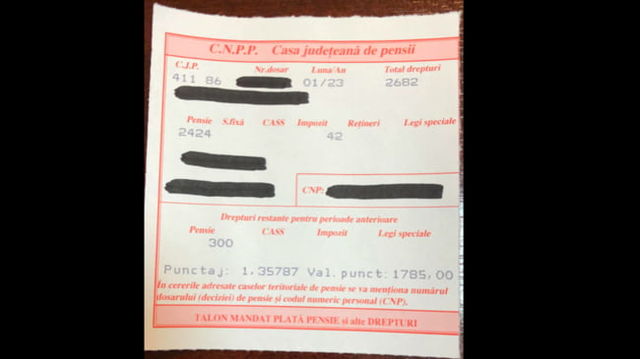 C.N.P.P. Casa județeană de pensii
C.J.P. Nr.dosar Luna/An Total drepturi
411 86 01/23 2682
Pensie S.fixă CASS Impozit Rețineri Legi speciale
2424 42
CNP:
Drepturi restante pentru perioade anterioare
Pensie CASS Impozit Legi speciale
300
Punctaj: 1,35787 Val. punct: 1785,00
In cererile adresate caselor teritoriale de pensie se va menționa numărul
dosarului (deciziei) de pensie și codul numeric personal (CNP).
TALON MANDAT PLATĂ PENSIE si alte DREPTURI